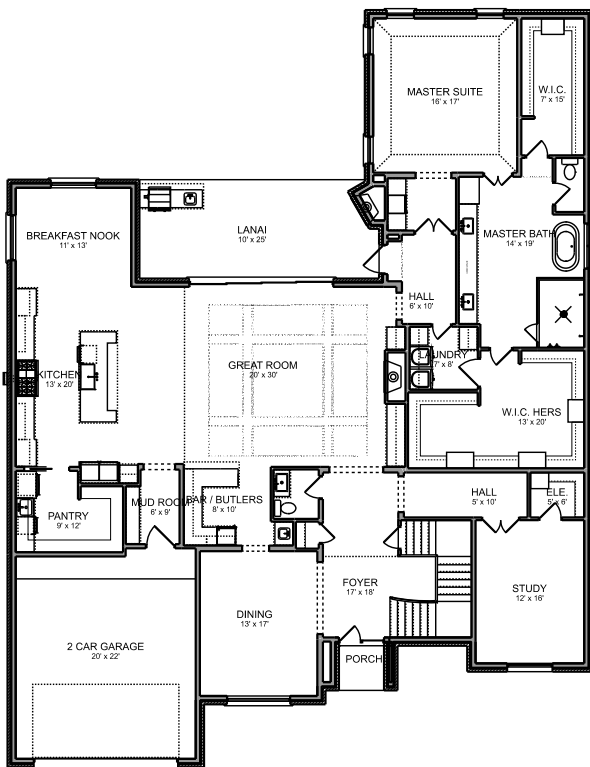 MASTER SUITE
16' x 17'
W.I.C.
7' x 15'
BREAKFAST NOOK
11' x 13'
LANAI
10' x 25'
MASTER BATH
14' x 19'
HALL
6' x 10'
KITCHEN
13' x 20'
GREAT ROOM
20' x 30'
LAUNDRY
7' x 8'
W.I.C. HERS
13' x 20'
PANTRY
9' x 12'
MUD ROOM
6' x 9'
BAR / BUTLERS
8' x 10'
HALL
5' x 10'
ELE.
5' x 6'
FOYER
17' x 18'
STUDY
12' x 16'
DINING
13' x 17'
2 CAR GARAGE
20' x 22'
PORCH